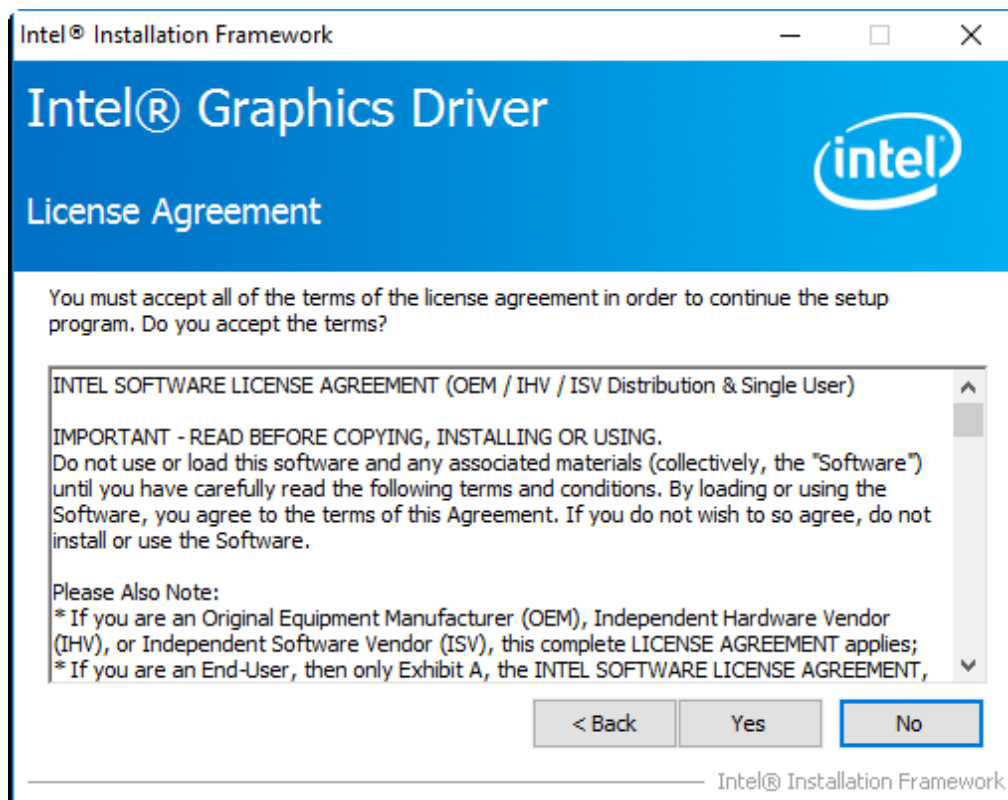 Intel® Installation Framework
Intel® Graphics Driver
intel
License Agreement
You must accept all of the terms of the license agreement in order to continue the setup
program. Do you accept the terms?
INTEL SOFTWARE LICENSE AGREEMENT (OEM / IHV / ISV Distribution & Single User)
IMPORTANT - READ BEFORE COPYING, INSTALLING OR USING.
Do not use or load this software and any associated materials (collectively, the "Software")
until you have carefully read the following terms and conditions. By loading or using the
Software, you agree to the terms of this Agreement. If you do not wish to so agree, do not
install or use the Software.
Please Also Note:
* If you are an Original Equipment Manufacturer (OEM), Independent Hardware Vendor
(IHV), or Independent Software Vendor (ISV), this complete LICENSE AGREEMENT applies;
* If you are an End-User, then only Exhibit A, the INTEL SOFTWARE LICENSE AGREEMENT,
< Back
Yes
No
Intel® Installation Framework